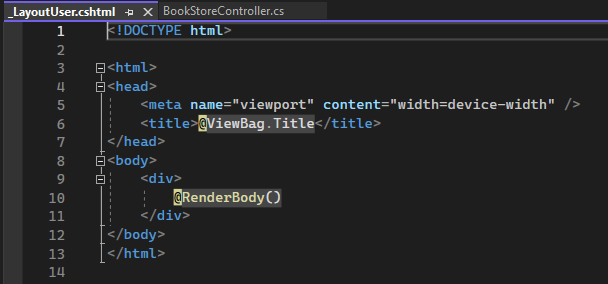 _LayoutUser.cshtml BookStoreController.cs
1 <!DOCTYPE html>
2
3 <html>
4 <head>
5 <meta name="viewport" content="width=device-width" />
6 <title>@ViewBag.Title</title>
7 </head>
8 <body>
9 <div>
10 @RenderBody()
11 </div>
12 </body>
13 </html>
14